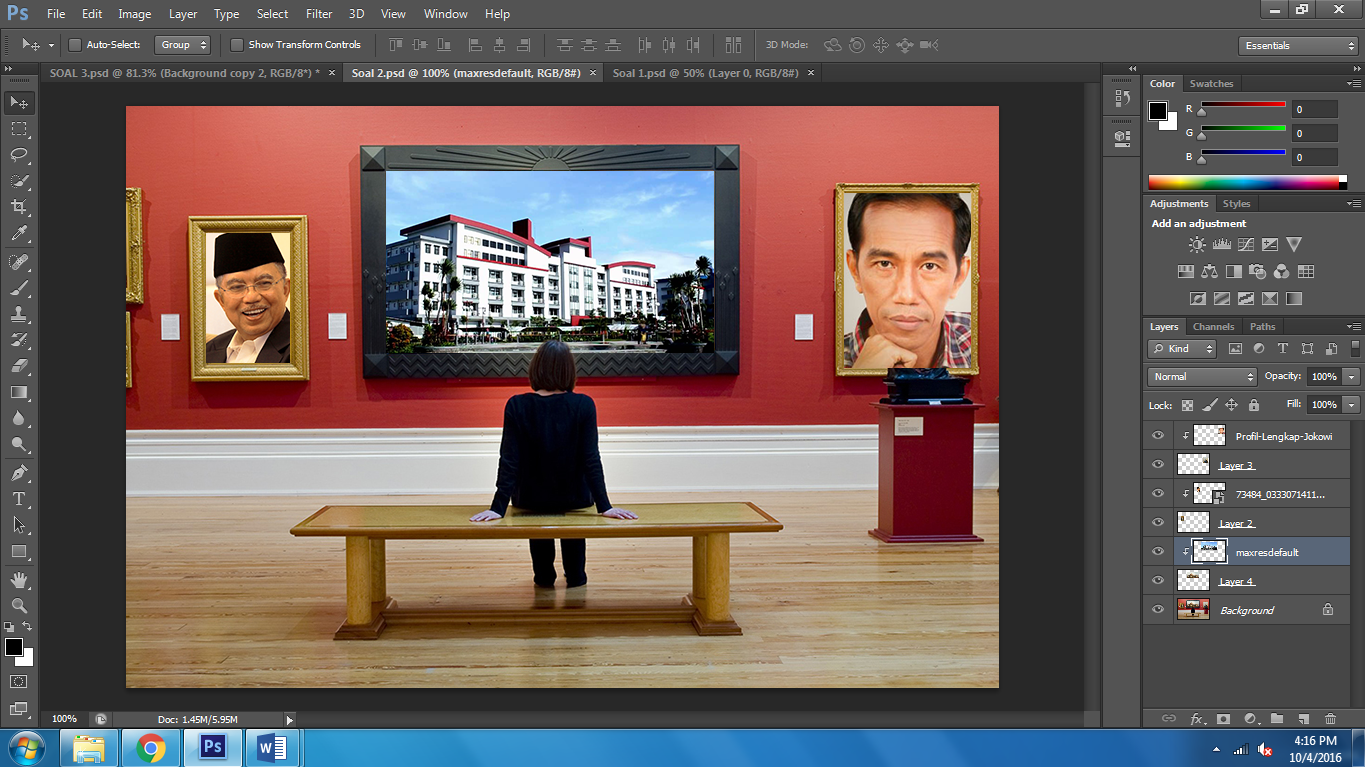 Ps File Edit Image Layer Type Select Filter 3D View Window Help
Auto-Select: Group Show Transform Controls 3D Mode: Essentials
SOAL 3.psd @ 81.3% (Background copy 2, RGB/8*) * × Soal 2.psd @ 100% (maxresdefault, RGB/8#) × Soal 1.psd @ 50% (Layer 0, RGB/8#) ×
Color Swatches
R 0
G 0
B 0
Adjustments Styles
Add an adjustment
Layers Channels Paths
Kind
Normal Opacity: 100%
Lock: Fill: 100%
Profil-Lengkap-Jokowi
Layer 3
73484_0333071411...
Layer 2
maxresdefault
Layer 4
Background
100% Doc: 1.45M/5.95M
fx
Ps W
4:16 PM
10/4/2016